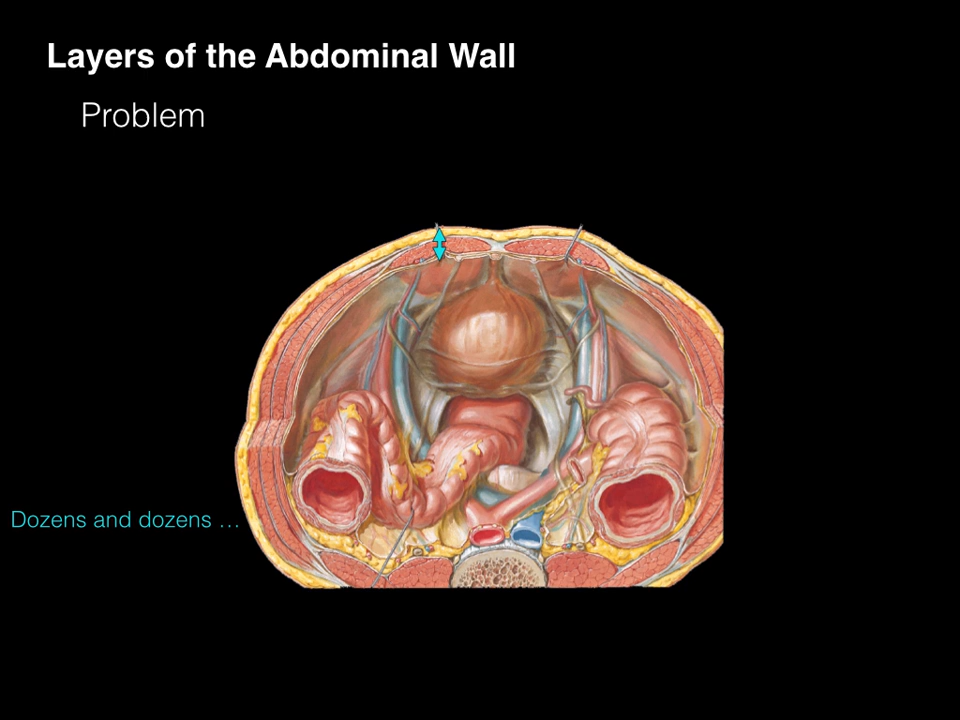 Layers of the Abdominal Wall
Problem
Dozens and dozens …